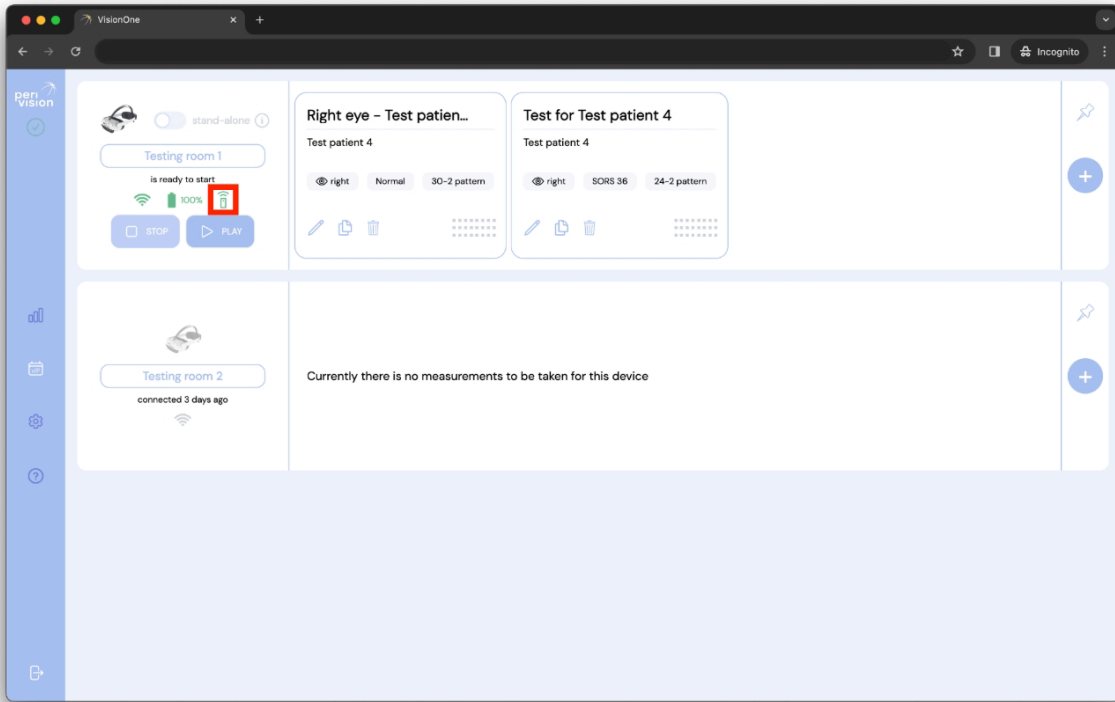 VisionOne
Incognito
peri
vision
stand-alone
Testing room 1
is ready to start
100%
STOP
PLAY
Right eye - Test patien...
Test patient 4
right
Normal
30-2 pattern
Test for Test patient 4
Test patient 4
right
SORS 36
24-2 pattern
Testing room 2
connected 3 days ago
Currently there is no measurements to be taken for this device